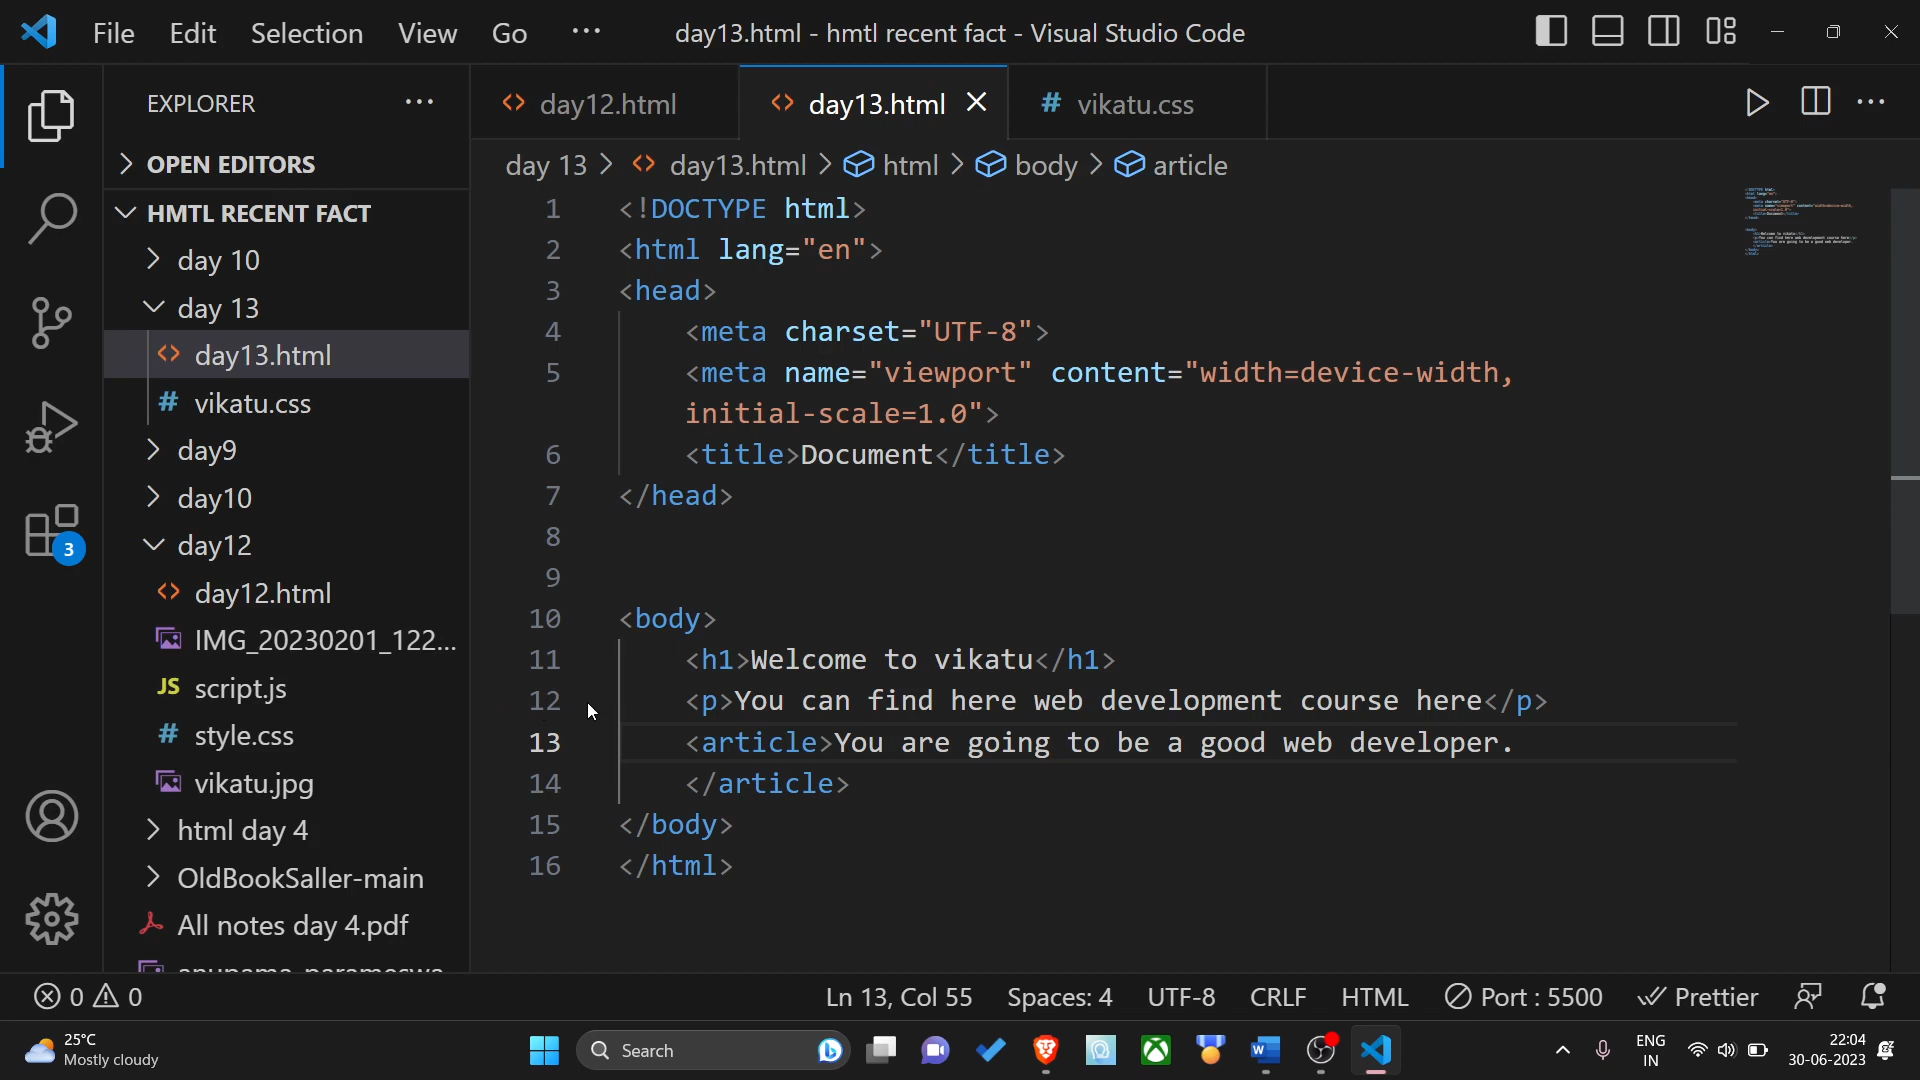 File Edit Selection View Go ··· day13.html - hmtl recent fact - Visual Studio Code
EXPLORER ···
OPEN EDITORS
HMTL RECENT FACT
day 10
day 13
day13.html
vikatu.css
day9
day10
day12
day12.html
IMG_20230201_122...
JS script.js
style.css
vikatu.jpg
html day 4
OldBookSaller-main
All notes day 4.pdf
day12.html day13.html vikatu.css
day 13 > day13.html > html > body > article
1 <!DOCTYPE html>
2 <html lang="en">
3 <head>
4 <meta charset="UTF-8">
5 <meta name="viewport" content="width=device-width,
initial-scale=1.0">
6 <title>Document</title>
7 </head>
8
9
10 <body>
11 <h1>Welcome to vikatu</h1>
12 <p>You can find here web development course here</p>
13 <article>You are going to be a good web developer.
14 </article>
15 </body>
16 </html>
3
0 0 Ln 13, Col 55 Spaces: 4 UTF-8 CRLF HTML Port : 5500 Prettier
25°C
Mostly cloudy
Search
ENG
IN
22:04
30-06-2023